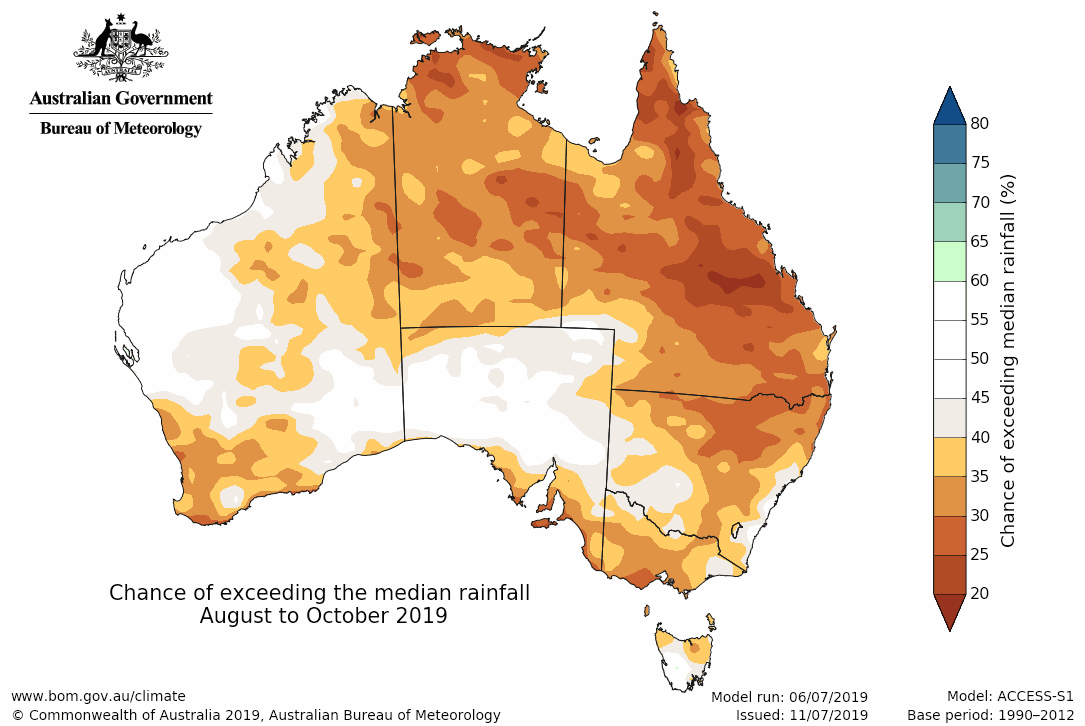 Australian Government
Bureau of Meteorology
80
75
70
65
60
55
50
45
40
35
30
25
20
Chance of exceeding median rainfall (%)
Chance of exceeding the median rainfall
August to October 2019
www.bom.gov.au/climate
© Commonwealth of Australia 2019, Australian Bureau of Meteorology
Model run: 06/07/2019
Issued: 11/07/2019
Model: ACCESS-S1
Base period: 1990–2012